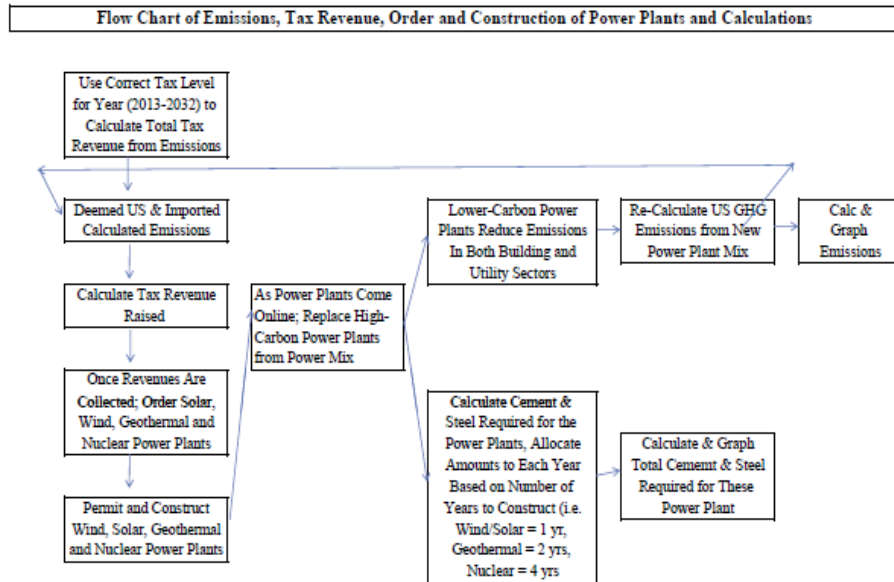 Flow Chart of Emissions, Tax Revenue, Order and Construction of Power Plants and Calculations
Use Correct Tax Level
for Year (2013-2032) to
Calculate Total Tax
Revenue from Emissions
Deemed US & Imported
Calculated Emissions
Calculate Tax Revenue
Raised
Once Revenues Are
Collected; Order Solar,
Wind, Geothermal and
Nuclear Power Plants
Permit and Construct
Wind, Solar, Geothermal
and Nuclear Power Plants
As Power Plants Come
Online; Replace High-
Carbon Power Plants
from Power Mix
Lower-Carbon Power
Plants Reduce Emissions
In Both Building and
Utility Sectors
Re-Calculate US GHG
Emissions from New
Power Plant Mix
Calc &
Graph
Emissions
Calculate Cement &
Steel Required for the
Power Plants, Allocate
Amounts to Each Year
Based on Number of
Years to Construct (i.e.
Wind/Solar = 1 yr,
Geothermal = 2 yrs,
Nuclear = 4 yrs
Calculate & Graph
Total Cememt & Steel
Required for These
Power Plant